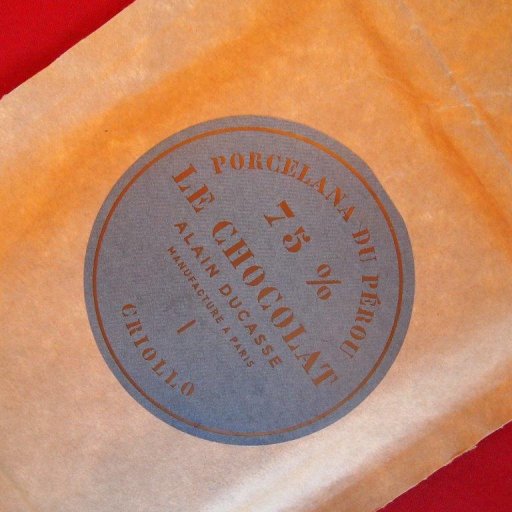 PORCELANA DU PÉROU
75 %
LE CHOCOLAT
ALAIN DUCASSE
MANUFACTURE À PARIS
CRIOLLO